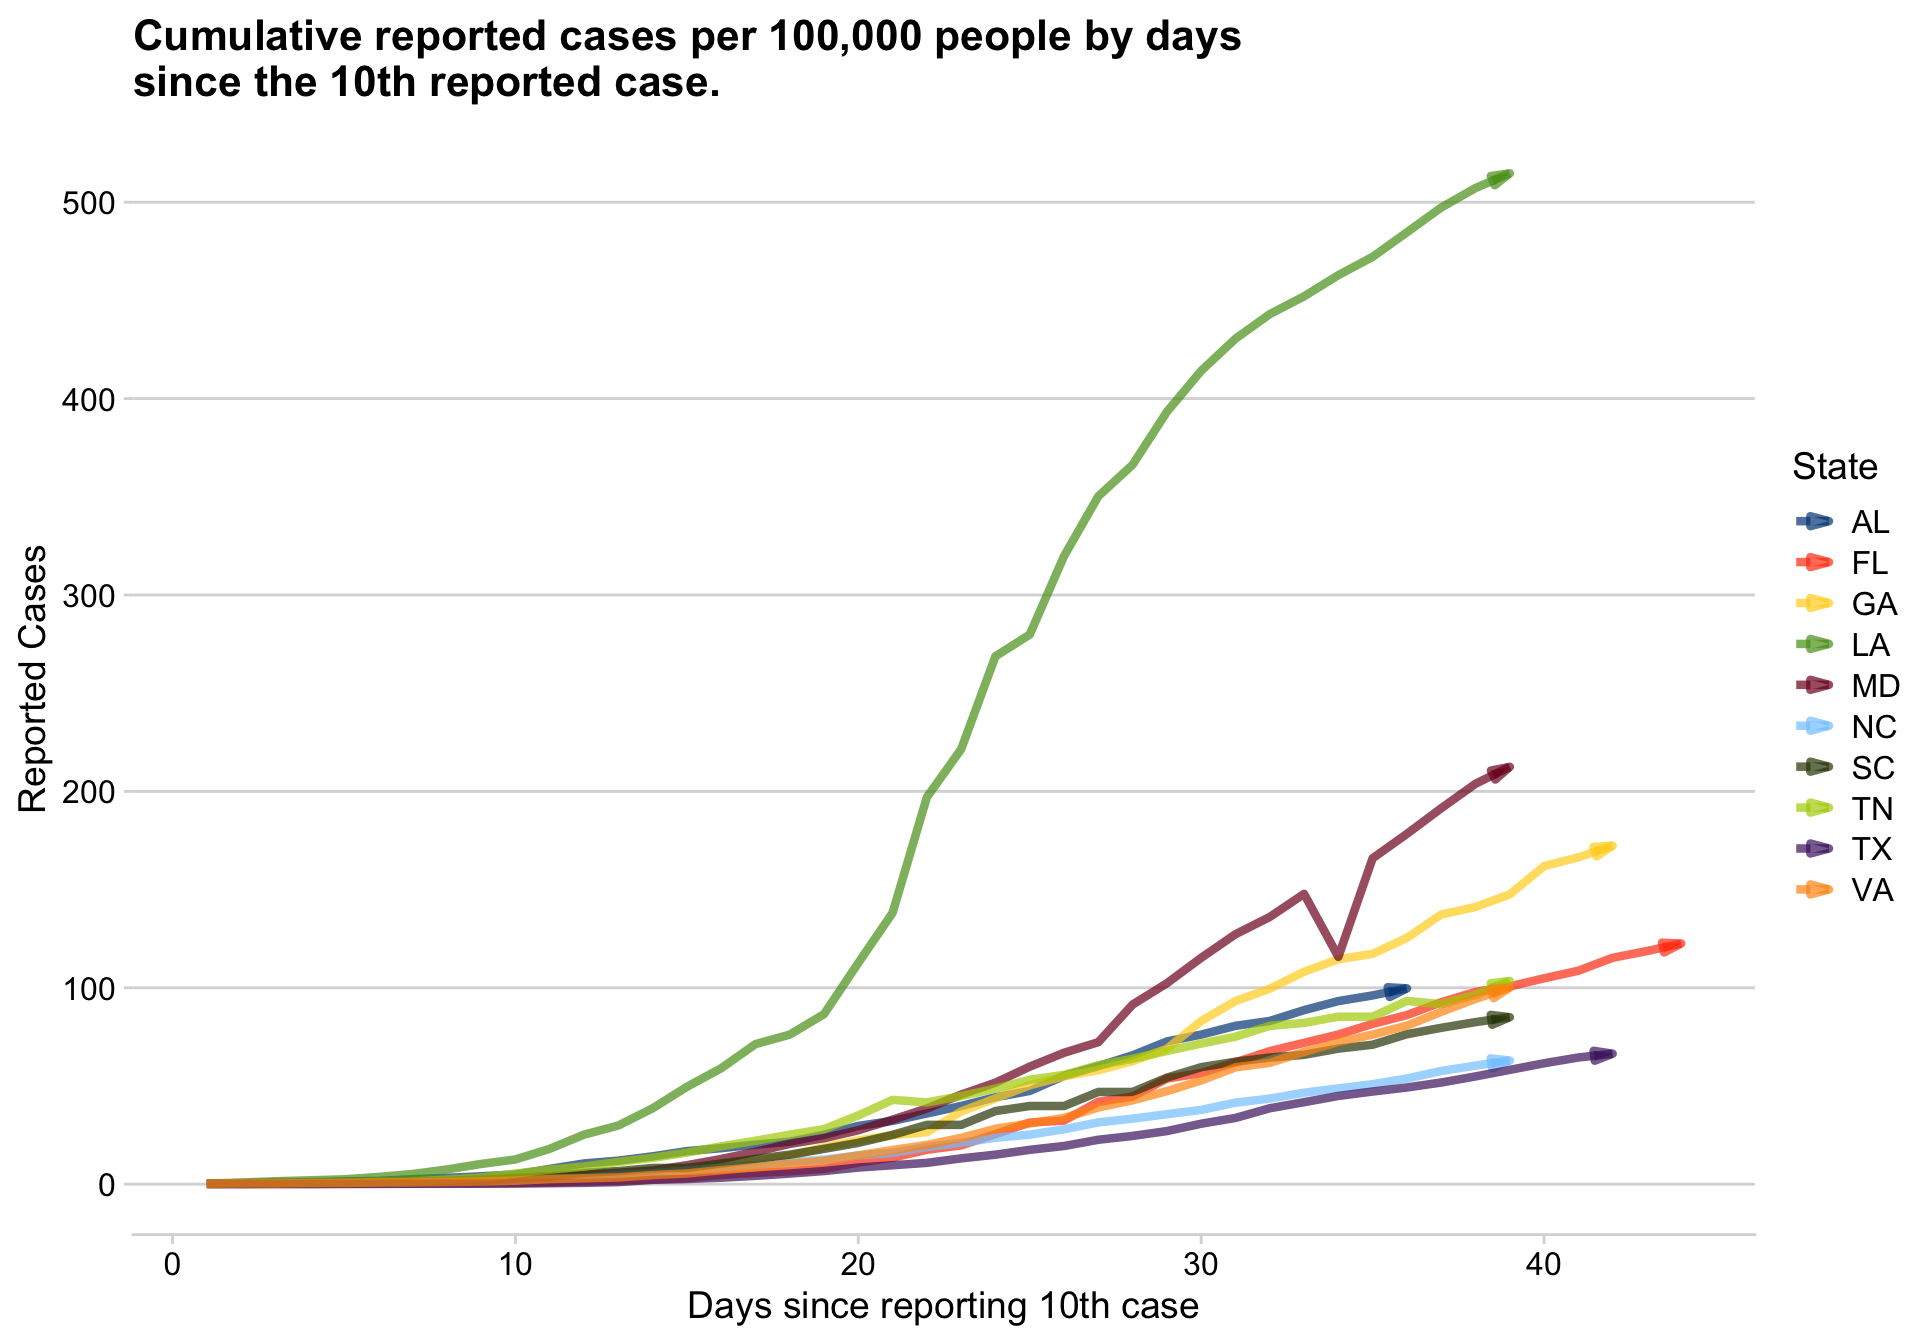 Cumulative reported cases per 100,000 people by days
since the 10th reported case.
500
400
300
200
100
0
Reported Cases
0 10 20 30 40
Days since reporting 10th case
State
AL
FL
GA
LA
MD
NC
SC
TN
TX
VA